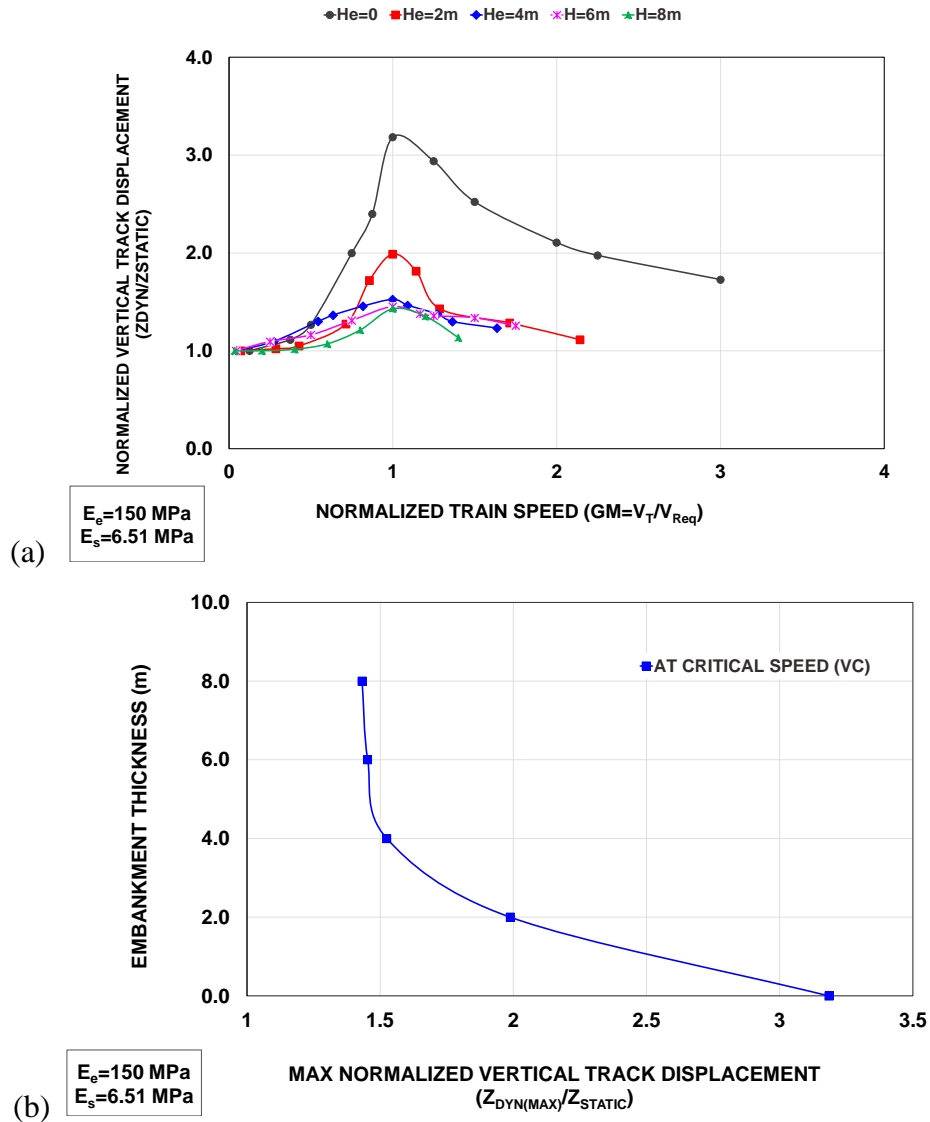 He=0 He=2m He=4m H=6m H=8m
4.0
3.0
2.0
1.0
0.0
NORMALIZED VERTICAL TRACK DISPLACEMENT
(ZDYN/ZSTATIC)
0 1 2 3 4
NORMALIZED TRAIN SPEED (GM=VT/VReq)
Ee=150 MPa
Es=6.51 MPa
(a)
10.0
8.0
6.0
4.0
2.0
0.0
EMBANKMENT THICKNESS (m)
AT CRITICAL SPEED (VC)
1 1.5 2 2.5 3 3.5
MAX NORMALIZED VERTICAL TRACK DISPLACEMENT
(ZDYN(MAX)/ZSTATIC)
Ee=150 MPa
Es=6.51 MPa
(b)